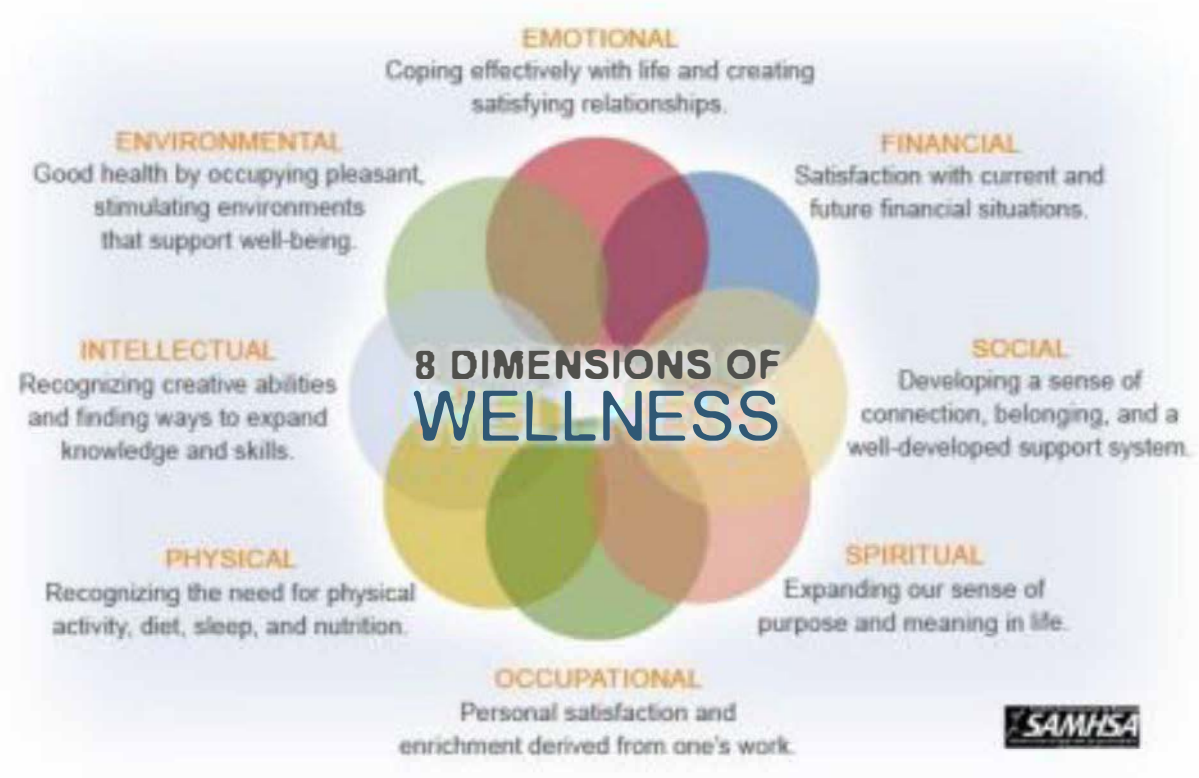 EMOTIONAL
Coping effectively with life and creating
satisfying relationships.
ENVIRONMENTAL
Good health by occupying pleasant,
stimulating environments
that support well-being.
FINANCIAL
Satisfaction with current and
future financial situations.
8 DIMENSIONS OF
WELLNESS
INTELLECTUAL
Recognizing creative abilities
and finding ways to expand
knowledge and skills.
SOCIAL
Developing a sense of
connection, belonging, and a
well-developed support system.
PHYSICAL
Recognizing the need for physical
activity, diet, sleep, and nutrition.
SPIRITUAL
Expanding our sense of
purpose and meaning in life.
OCCUPATIONAL
Personal satisfaction and
enrichment derived from one's work.
SAMHSA